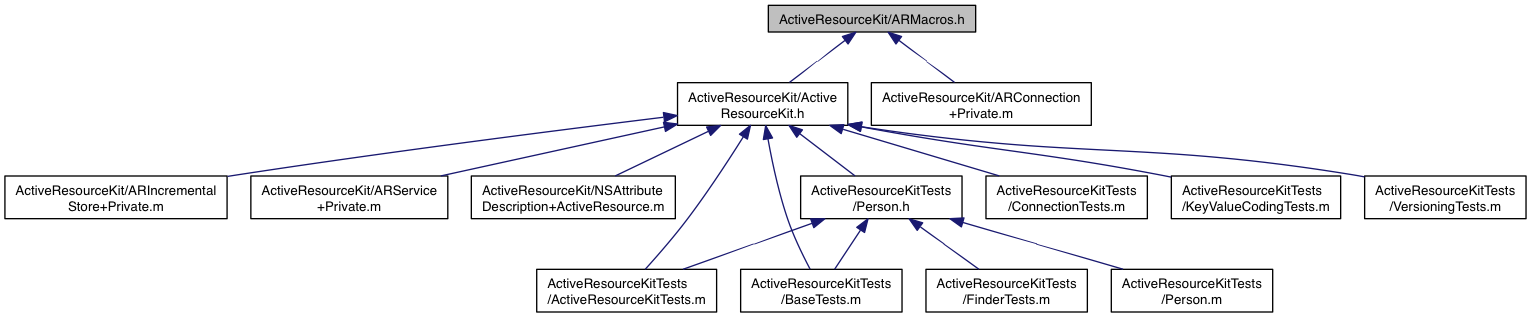 ActiveResourceKit/ARMacros.h
ActiveResourceKit/Active
ResourceKit.h
ActiveResourceKit/ARConnection
+Private.m
ActiveResourceKit/ARIncremental
Store+Private.m
ActiveResourceKit/ARService
+Private.m
ActiveResourceKit/NSAttribute
Description+ActiveResource.m
ActiveResourceKitTests
/Person.h
ActiveResourceKitTests
/ConnectionTests.m
ActiveResourceKitTests
/KeyValueCodingTests.m
ActiveResourceKitTests
/VersioningTests.m
ActiveResourceKitTests
/ActiveResourceKitTests.m
ActiveResourceKitTests
/BaseTests.m
ActiveResourceKitTests
/FinderTests.m
ActiveResourceKitTests
/Person.m